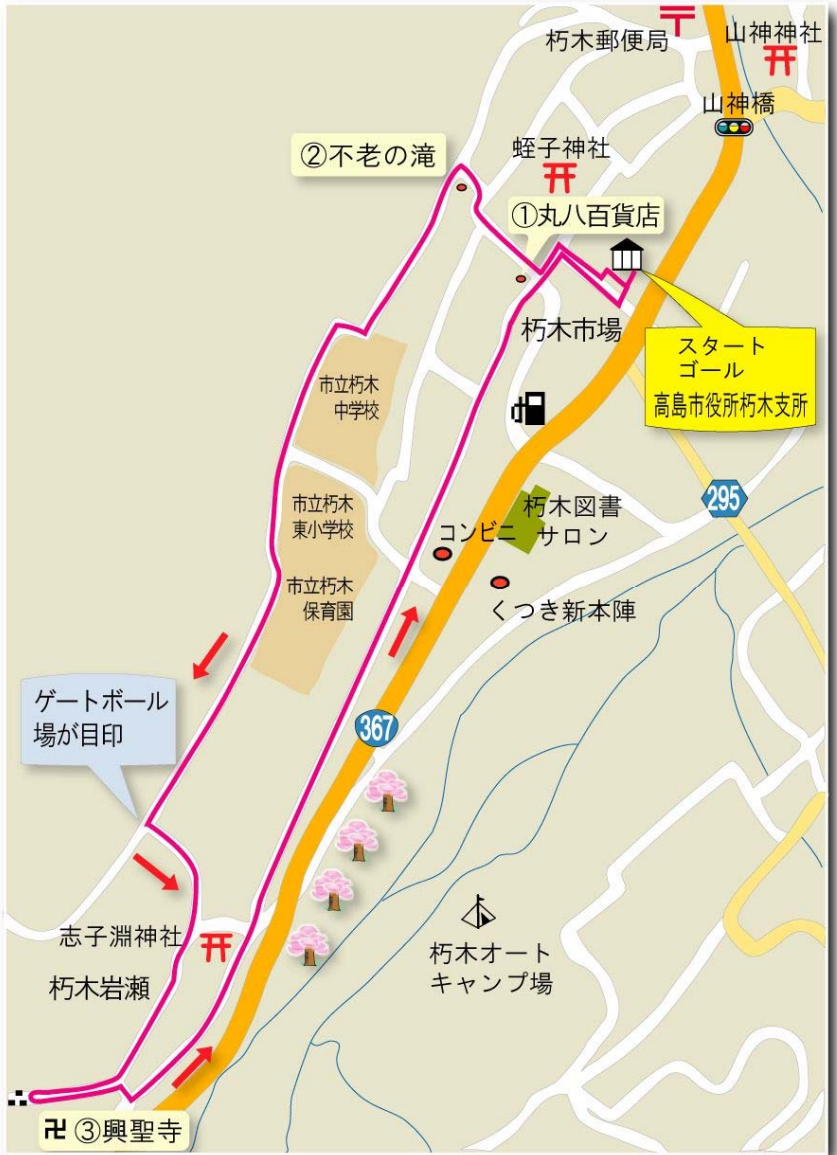 朽木郵便局
山神神社
山神橋
②不老の滝
蛭子神社
①丸八百貨店
朽木市場
スタート
ゴール
高島市役所朽木支所
市立朽木
中学校
295
市立朽木
東小学校
コンビニ
朽木図書
サロン
市立朽木
保育園
くつき新本陣
ゲートボール
場が目印
367
志子淵神社
朽木オート
キャンプ場
朽木岩瀬
卍 ③興聖寺